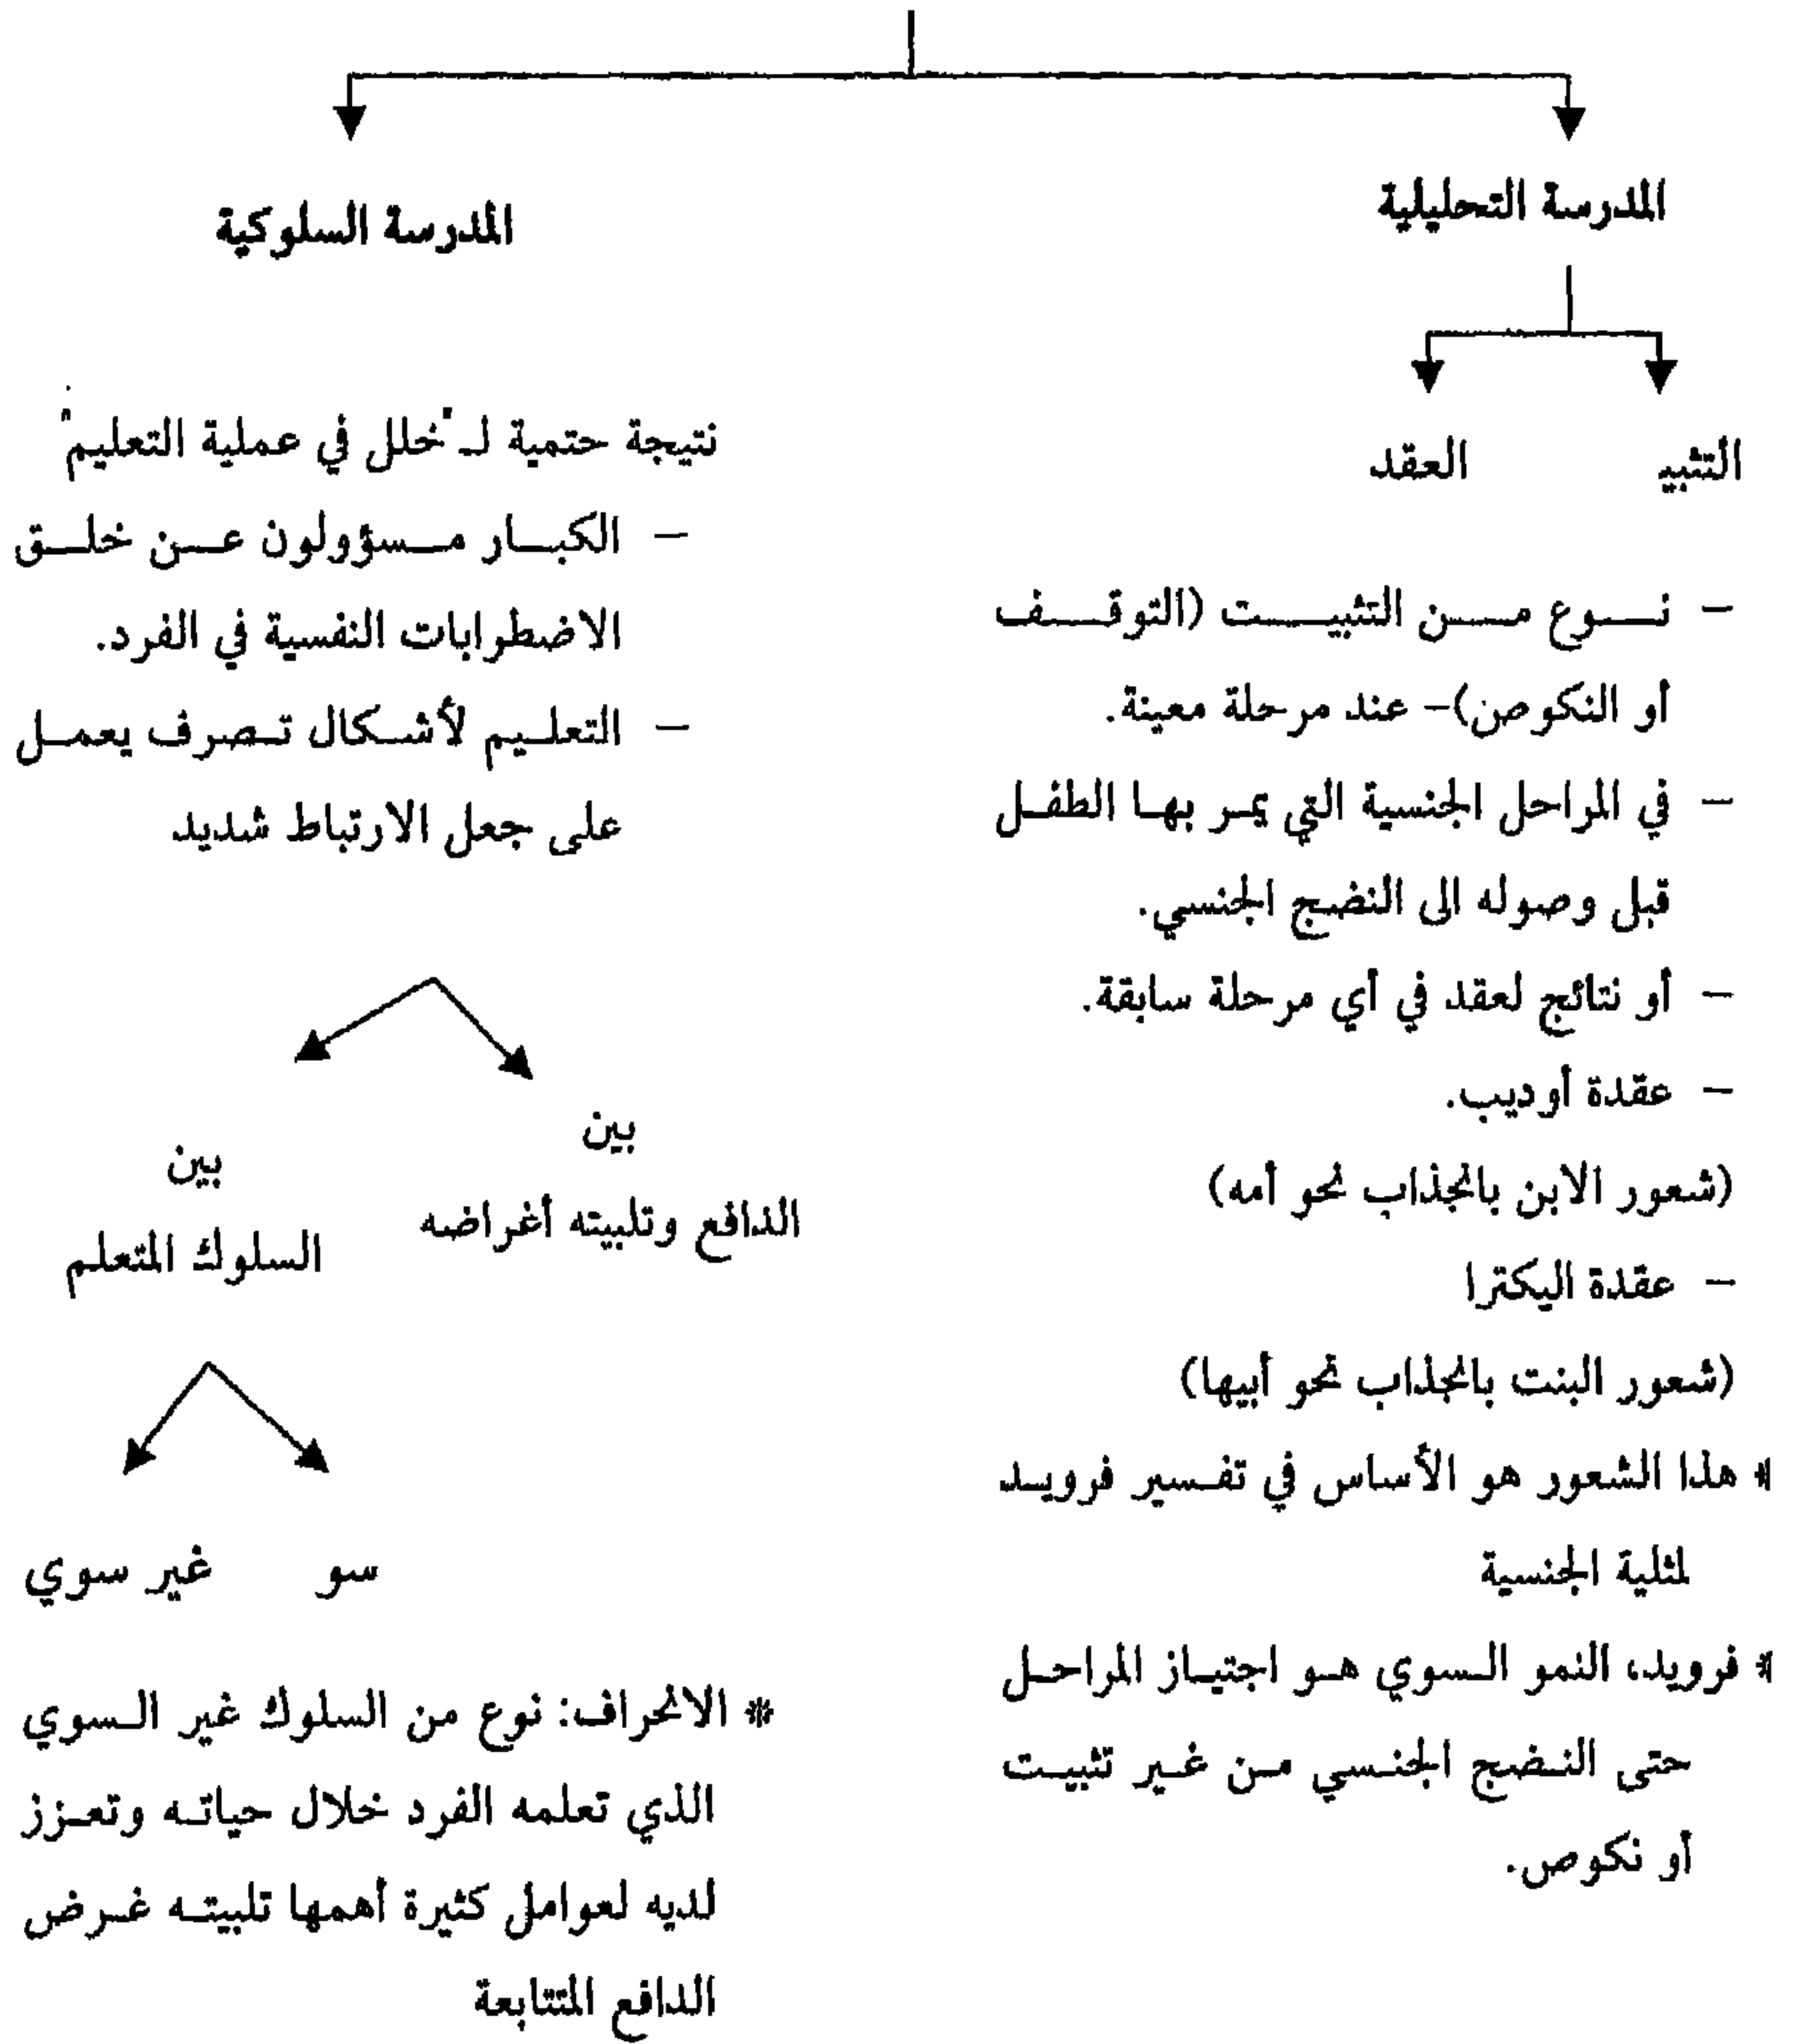 المدرسة التحليلية
التثبيـ
العقد
– نوع من التثبيت (التوقف
أو النكوص)– عند مرحلة معينة.
– في المراحل الجنسية التي يمر بها الطفل
قبل وصوله الى النضج الجنسي.
– أو نتائج لعقد في أي مرحلة سابقة.
– عقدة أوديب.
(شعور الابن بانجذاب نحو أمه)
– عقدة اليكترا
(شعور البنت بانجذاب نحو أبيها)
* هذا الشعور هو الأساس في تفسير فرويد
لمثلية الجنسية
* فرويد، النمو السوي هو اجتياز المراحل
حتى النضج الجنسي من غير تثبيت
أو نكوص.
المدرسة السلوكية
نتيجة حتمية لـ "خلل في عملية التعليم"
– الكبار مسؤولون عن خلق
الاضطرابات النفسية في الفرد.
– التعليم لأشكال تصرف يعمل
على جعل الارتباط شديد
بين
الدافع وتلبيته أغراضه
بين
السلوك المتعلم
سو
غير سوي
* الانحراف: نوع من السلوك غير السوي
الذي تعلمه الفرد خلال حياته وتعزز
لديه لعوامل كثيرة أهمها تلبيته غرض
الدافع المتتابعة